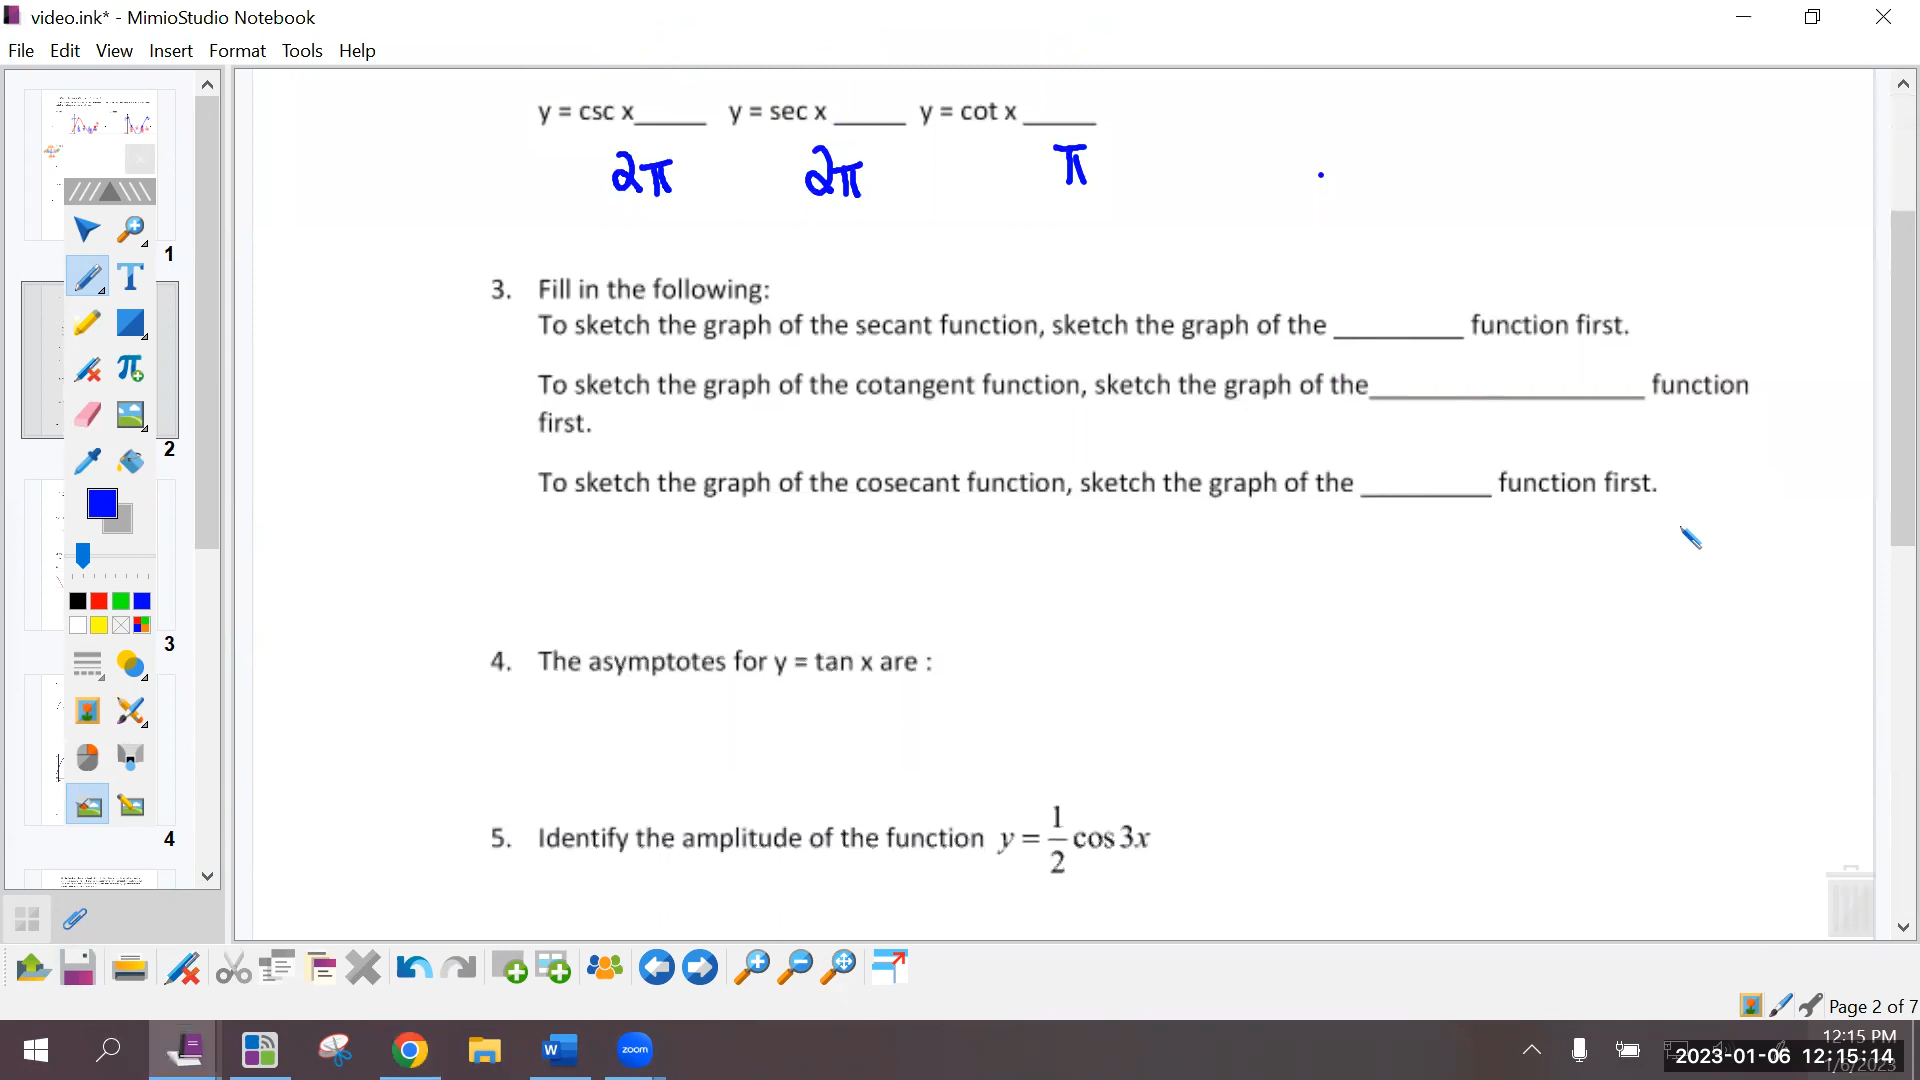 video.ink* - MimioStudio Notebook
File Edit View Insert Format Tools Help
y = csc x_____ y = sec x _____ y = cot x _____
2π 2π π
3. Fill in the following:
To sketch the graph of the secant function, sketch the graph of the _________ function first.
To sketch the graph of the cotangent function, sketch the graph of the___________________ function
first.
To sketch the graph of the cosecant function, sketch the graph of the _________ function first.
4. The asymptotes for y = tan x are :
5. Identify the amplitude of the function y = 1/2 cos 3x
1
2
3
4
Page 2 of 7
zoom
12:15 PM
2023-01-06 12:15:14